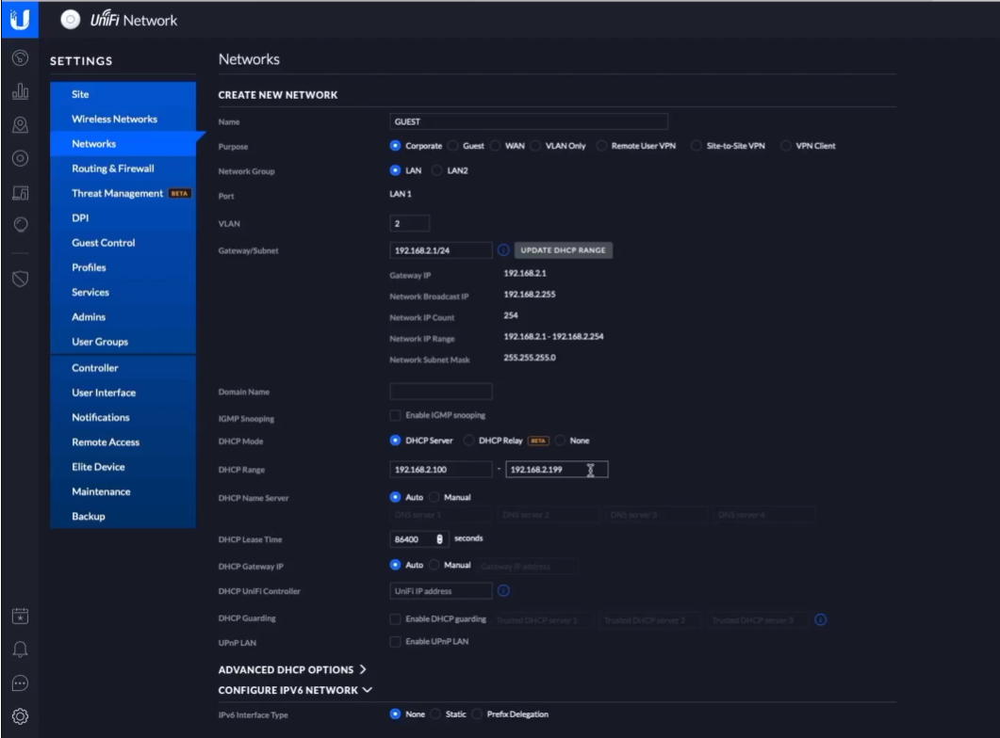 UniFi Network
SETTINGS
Site
Wireless Networks
Networks
Routing & Firewall
Threat Management BETA
DPI
Guest Control
Profiles
Services
Admins
User Groups
Controller
User Interface
Notifications
Remote Access
Elite Device
Maintenance
Backup
Networks
CREATE NEW NETWORK
Name GUEST
Purpose Corporate Guest WAN VLAN Only Remote User VPN Site-to-Site VPN VPN Client
Network Group LAN LAN2
Port LAN 1
VLAN 2
Gateway/Subnet 192.168.2.1/24 UPDATE DHCP RANGE
Gateway IP 192.168.2.1
Network Broadcast IP 192.168.2.255
Network IP Count 254
Network IP Range 192.168.2.1 - 192.168.2.254
Network Subnet Mask 255.255.255.0
Domain Name
IGMP Snooping Enable IGMP snooping
DHCP Mode DHCP Server DHCP Relay BETA None
DHCP Range 192.168.2.100 - 192.168.2.199
DHCP Name Server Auto Manual
DNS server 1 DNS server 2 DNS server 3 DNS server 4
DHCP Lease Time 86400 seconds
DHCP Gateway IP Auto Manual Gateway IP address
DHCP UniFi Controller UniFi IP address
DHCP Guarding Enable DHCP guarding Trusted DHCP server 1 Trusted DHCP server 2 Trusted DHCP server 3
UPnP LAN Enable UPnP LAN
ADVANCED DHCP OPTIONS
CONFIGURE IPV6 NETWORK
IPv6 Interface Type None Static Prefix Delegation